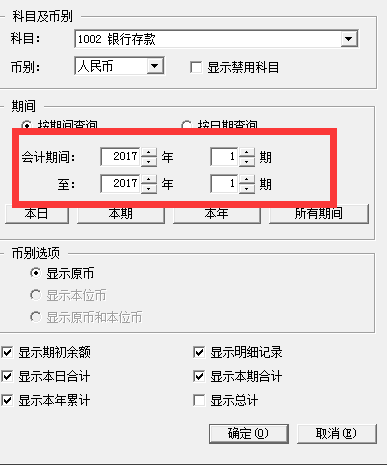 科目及币别
科目： 1002 银行存款
币别： 人民币 显示禁用科目
期间
按期间查询 按日期查询
会计期间： 2017 年 1 期
至： 2017 年 1 期
本日 本期 本年 所有期间
币别选项
显示原币
显示本位币
显示原币和本位币
显示期初余额 显示明细记录
显示本日合计 显示本期合计
显示本年累计 显示总计
确定(O) 取消(E)